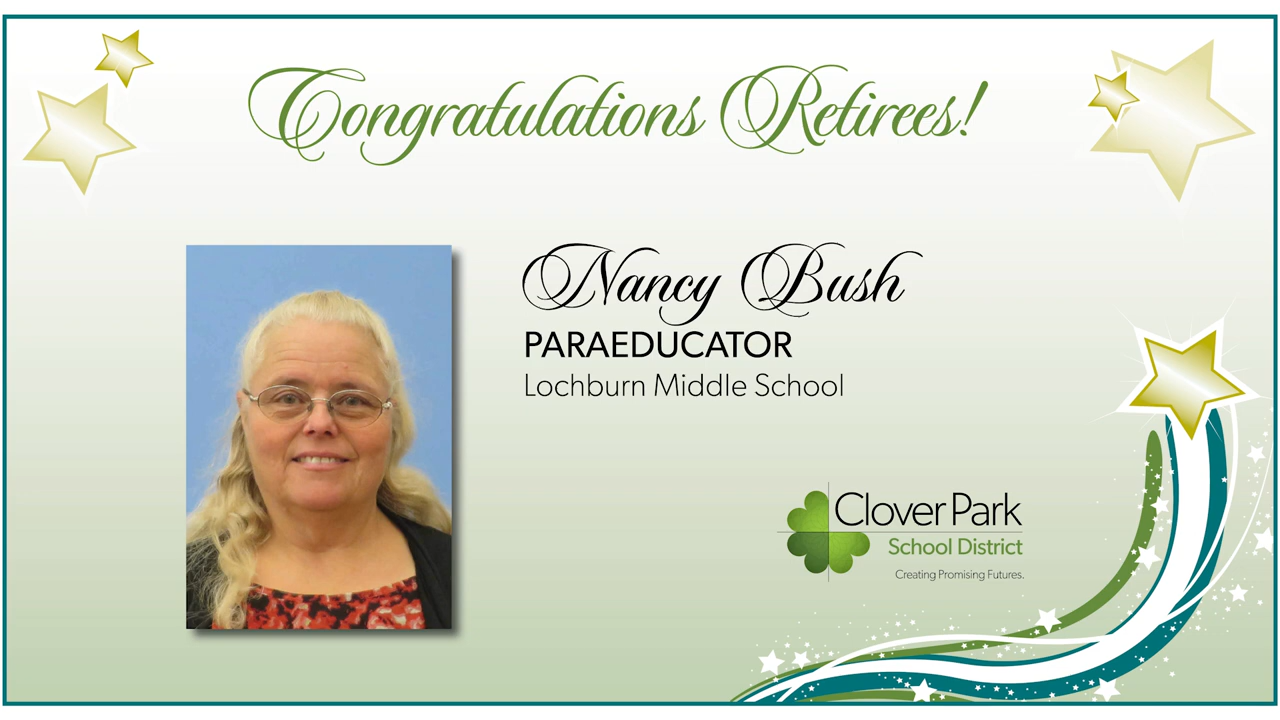 Congratulations Retirees!
Nancy Bush
PARAEDUCATOR
Lochburn Middle School
Clover Park
School District
Creating Promising Futures.